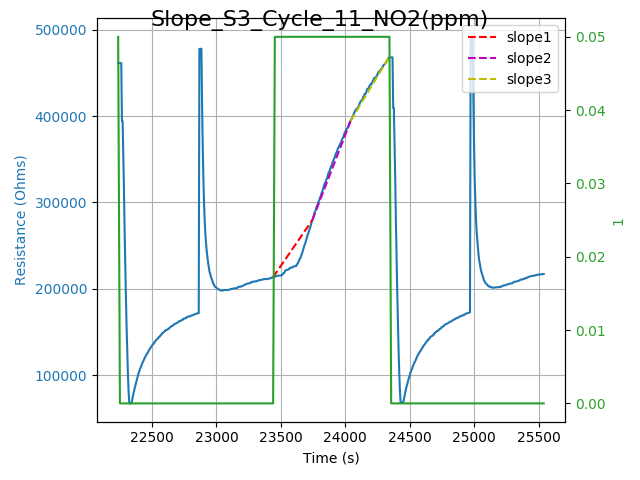 Slope_S3_Cycle_11_NO2(ppm)
slope1
slope2
slope3
500000
400000
300000
200000
100000
Resistance (Ohms)
0.05
0.04
0.03
0.02
0.01
0.00
1
22500 23000 23500 24000 24500 25000 25500
Time (s)